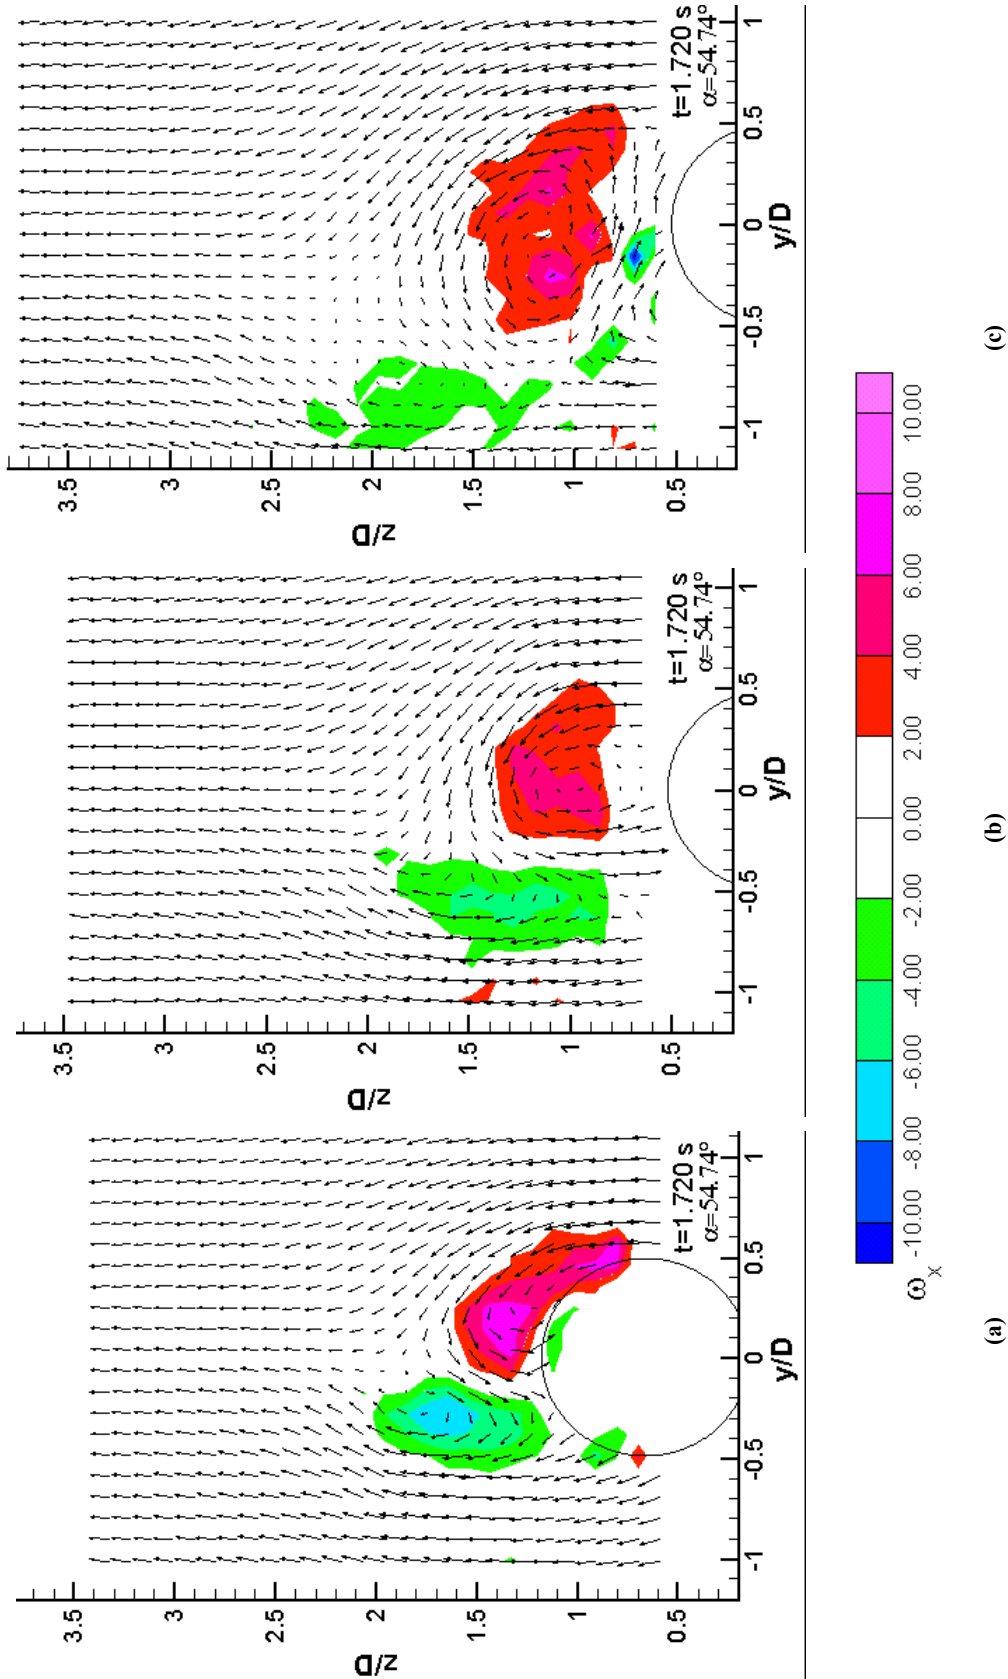 3.5
3
2.5
2
1.5
1
0.5
z/D
-1
-0.5
0
0.5
1
y/D
t=1.720 s
α=54.74°
(a)
3.5
3
2.5
2
1.5
1
0.5
z/D
-1
-0.5
0
0.5
1
y/D
t=1.720 s
α=54.74°
(b)
3.5
3
2.5
2
1.5
1
0.5
z/D
-1
-0.5
0
0.5
1
y/D
t=1.720 s
α=54.74°
(c)
ωx -10.00 -8.00 -6.00 -4.00 -2.00 0.00 2.00 4.00 6.00 8.00 10.00